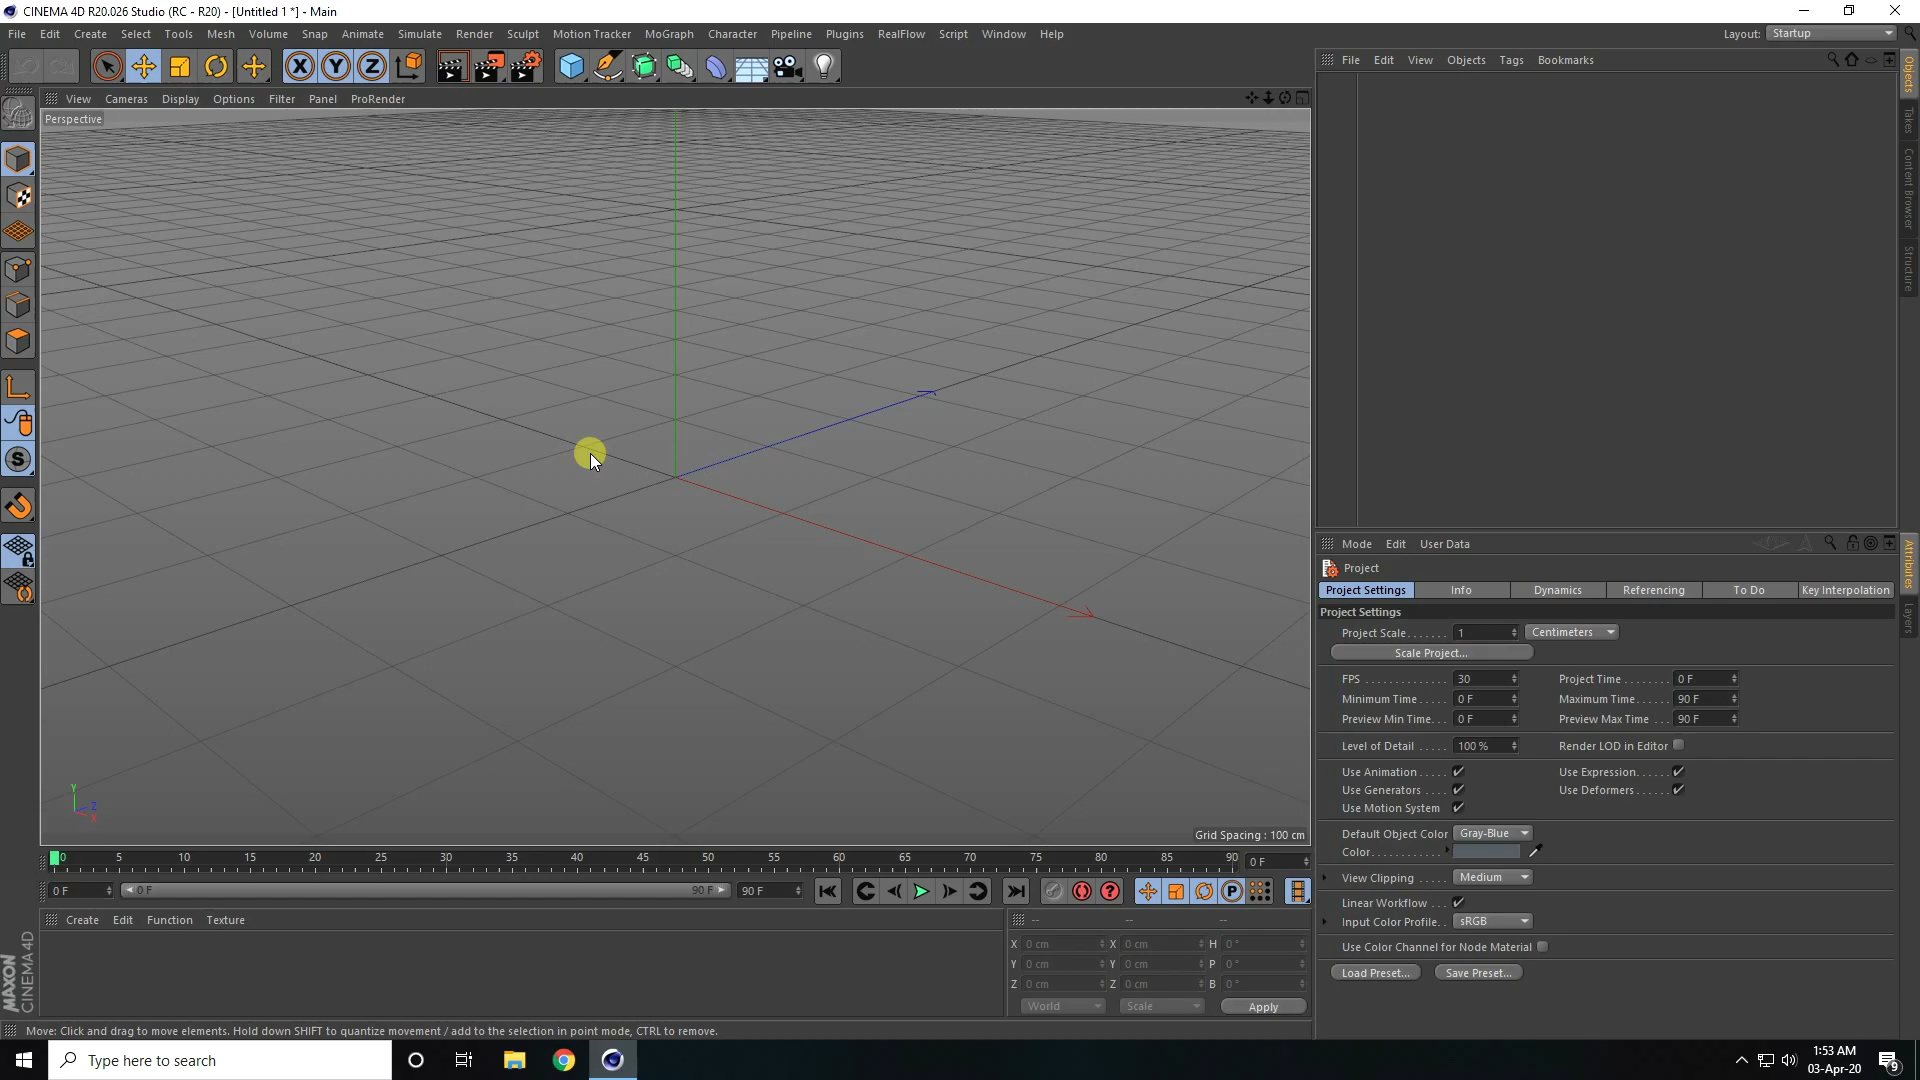 CINEMA 4D R20.026 Studio (RC - R20) - [Untitled 1 *] - Main
File Edit Create Select Tools Mesh Volume Snap Animate Simulate Render Sculpt Motion Tracker MoGraph Character Pipeline Plugins RealFlow Script Window Help Layout: Startup
X Y Z
File Edit View Objects Tags Bookmarks
View Cameras Display Options Filter Panel ProRender
Perspective
Objects
Takes
Content Browser
Structure
S
Mode Edit User Data
Attributes
Layers
Project
Project Settings Info Dynamics Referencing To Do Key Interpolation
Project Settings
Project Scale....... 1 Centimeters
Scale Project...
FPS .............. 30 Project Time ........ 0 F
Minimum Time ..... 0 F Maximum Time...... 90 F
Preview Min Time... 0 F Preview Max Time ... 90 F
Level of Detail ..... 100 % Render LOD in Editor
Use Animation ..... Use Expression......
Use Generators .... Use Deformers ......
Use Motion System
Default Object Color Gray-Blue
Color............
View Clipping ..... Medium
Linear Workflow ...
Input Color Profile.. sRGB
Use Color Channel for Node Material
Load Preset... Save Preset...
Y
Z
X
Grid Spacing : 100 cm
0 5 10 15 20 25 30 35 40 45 50 55 60 65 70 75 80 85 90 0 F
0 F 0 F 90 F 90 F P
Create Edit Function Texture
-- -- --
X 0 cm X 0 cm H 0 °
Y 0 cm Y 0 cm P 0 °
Z 0 cm Z 0 cm B 0 °
World Scale Apply
MAXON
CINEMA 4D
Move: Click and drag to move elements. Hold down SHIFT to quantize movement / add to the selection in point mode, CTRL to remove.
Type here to search
1:53 AM
03-Apr-20
9